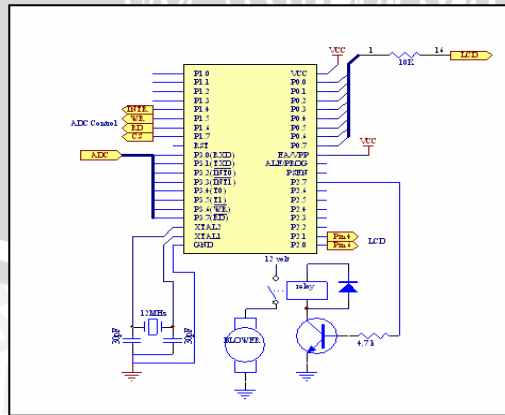 VCC
1
16
LCD
10K
P1.0
P1.1
P1.2
P1.3
P1.4
P1.5
P1.6
P1.7
RST
P3.0(RXD)
P3.1(TXD)
P3.2(INT0)
P3.3(INT1)
P3.4(T0)
P3.5(T1)
P3.6(WR)
P3.7(RD)
XTAL2
XTAL1
GND
VCC
P0.0
P0.1
P0.2
P0.3
P0.4
P0.5
P0.6
P0.7
EA/VPP
ALE/PROG
PSEN
P2.7
P2.6
P2.5
P2.4
P2.3
P2.2
P2.1
P2.0
VCC
ADC Control
INTR
WR
RD
CS
ADC
Pin4
LCD
12 volt
relay
12MHz
30pF
30pF
BLOWER
4,7 k